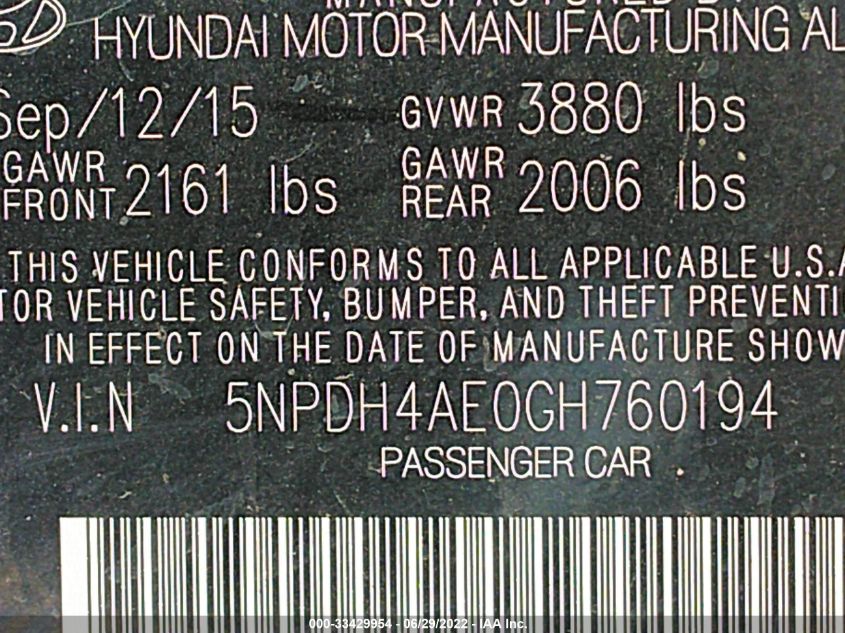 MANUFACTURED BY
HYUNDAI MOTOR MANUFACTURING AL
Sep/12/15 GVWR 3880 lbs
GAWR FRONT 2161 lbs GAWR REAR 2006 lbs
THIS VEHICLE CONFORMS TO ALL APPLICABLE U.S.A
TOR VEHICLE SAFETY, BUMPER, AND THEFT PREVENTI
IN EFFECT ON THE DATE OF MANUFACTURE SHOW
V.I.N 5NPDH4AE0GH760194
PASSENGER CAR
000-33429954 - 06/29/2022 - IAA Inc.